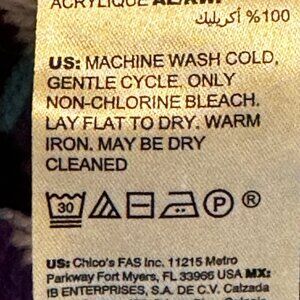 ACRYLIQUE
100% أكريليك
US: MACHINE WASH COLD,
GENTLE CYCLE. ONLY
NON-CHLORINE BLEACH.
LAY FLAT TO DRY. WARM
IRON. MAY BE DRY
CLEANED
30 P ®
US: Chico's FAS Inc. 11215 Metro
Parkway Fort Myers, FL 33966 USA MX:
IB ENTERPRISES, S.A. DE C.V. Calzada